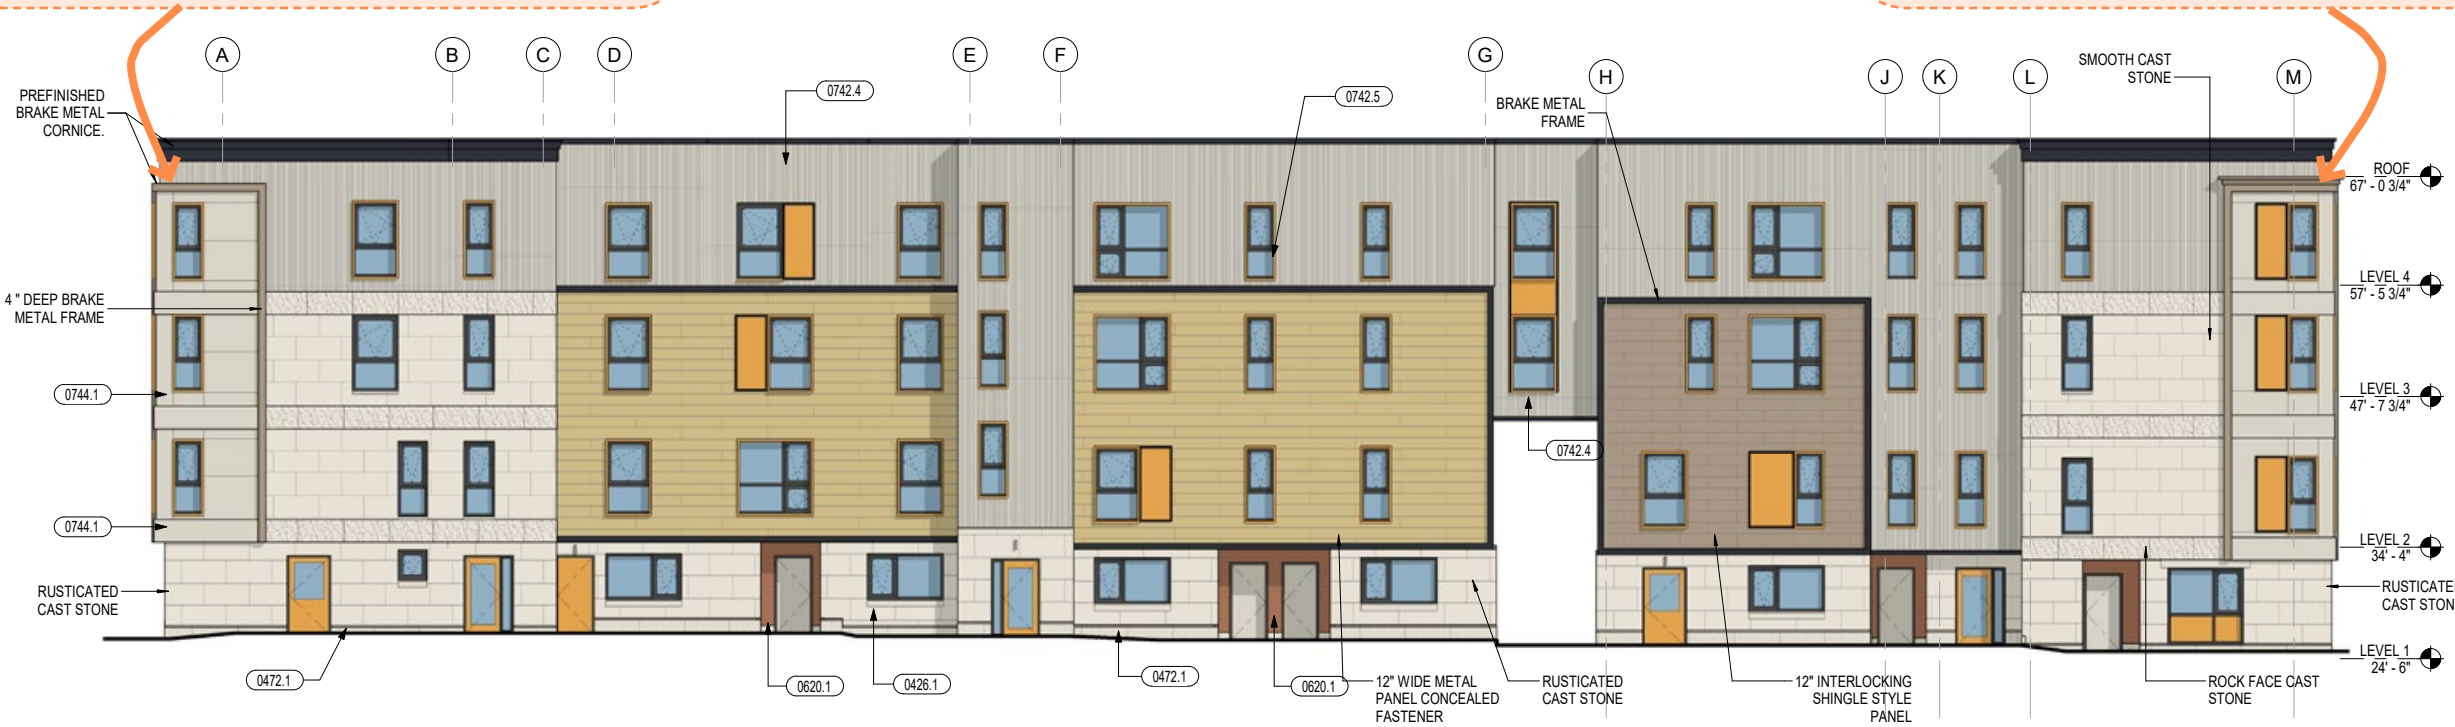 A
B
C
D
E
F
G
H
J
K
L
M
SMOOTH CAST
STONE
0742.4
0742.5
PREFINISHED
BRAKE METAL
CORNICE.
BRAKE METAL
FRAME
ROOF
67' - 0 3/4"
LEVEL 4
57' - 5 3/4"
4 " DEEP BRAKE
METAL FRAME
0744.1
LEVEL 3
47' - 7 3/4"
0742.4
0744.1
LEVEL 2
34' - 4"
RUSTICATED
CAST STONE
RUSTICATE
CAST STON
LEVEL 1
24' - 6"
0472.1
0620.1
0426.1
0472.1
0620.1
12" WIDE METAL
PANEL CONCEALED
FASTENER
RUSTICATED
CAST STONE
12" INTERLOCKING
SHINGLE STYLE
PANEL
ROCK FACE CAST
STONE